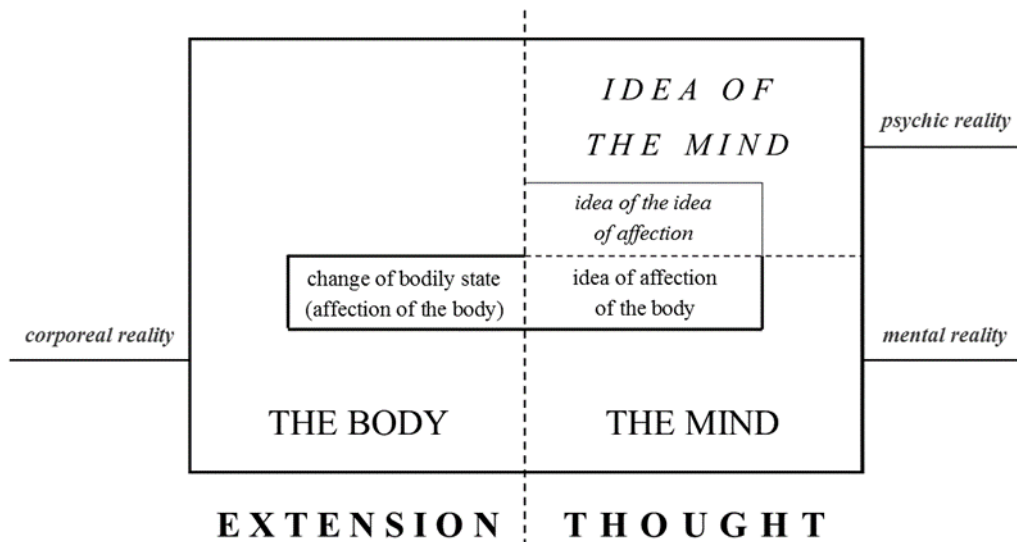 IDEA OF
THE MIND
psychic reality
idea of the idea
of affection
change of bodily state
(affection of the body)
idea of affection
of the body
corporeal reality
mental reality
THE BODY
THE MIND
EXTENSION
THOUGHT